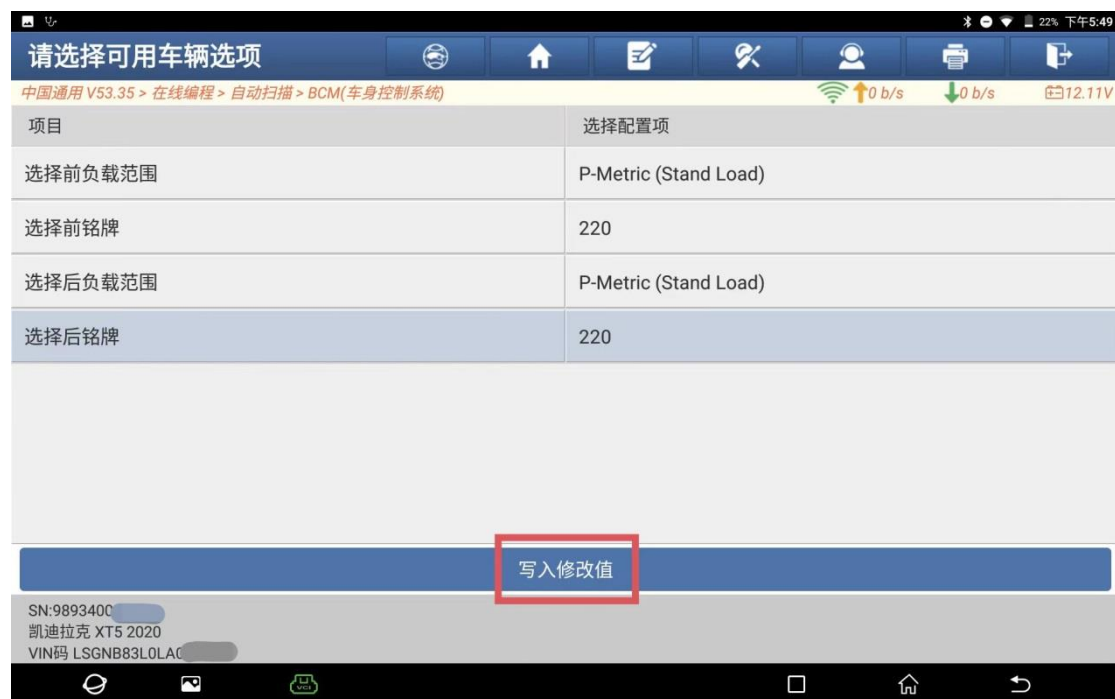 22% 下午5:49
请选择可用车辆选项
中国通用 V53.35 > 在线编程 > 自动扫描 > BCM(车身控制系统) 0 b/s 0 b/s 12.11V
项目 选择配置项
选择前负载范围 P-Metric (Stand Load)
选择前铭牌 220
选择后负载范围 P-Metric (Stand Load)
选择后铭牌 220
写入修改值
SN:9893400
凯迪拉克 XT5 2020
VIN码 LSGNB83L0LA0
VCI